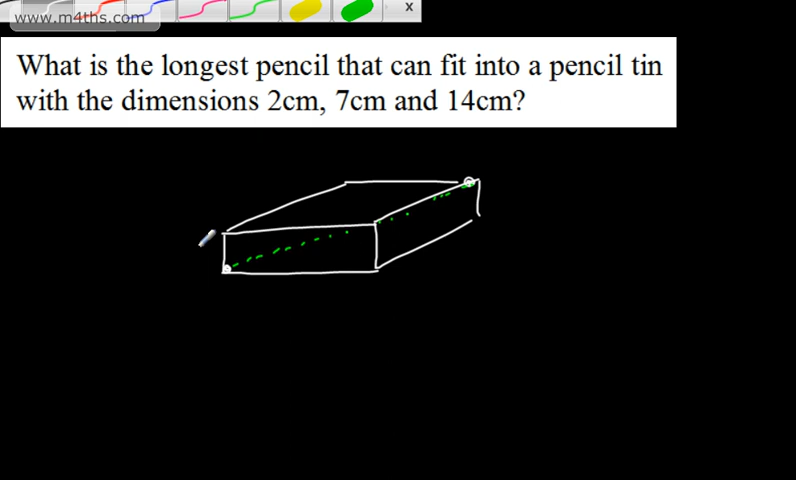 www.m4ths.com
x
What is the longest pencil that can fit into a pencil tin
with the dimensions 2cm, 7cm and 14cm?